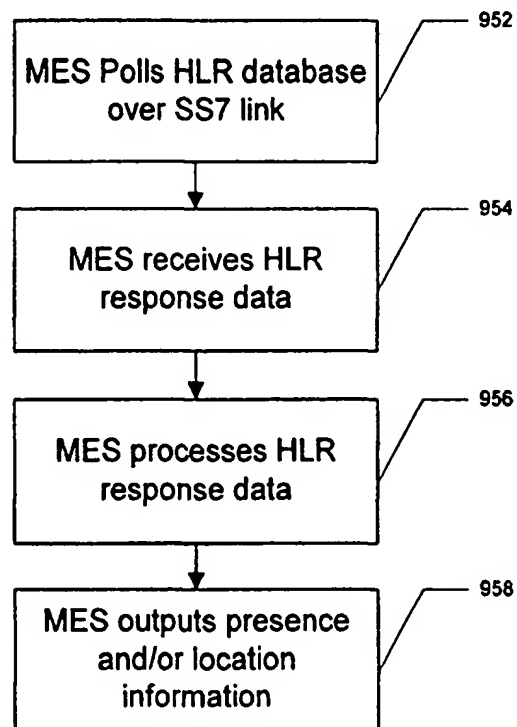 952
MES Polls HLR database
over SS7 link
954
MES receives HLR
response data
956
MES processes HLR
response data
958
MES outputs presence
and/or location
information